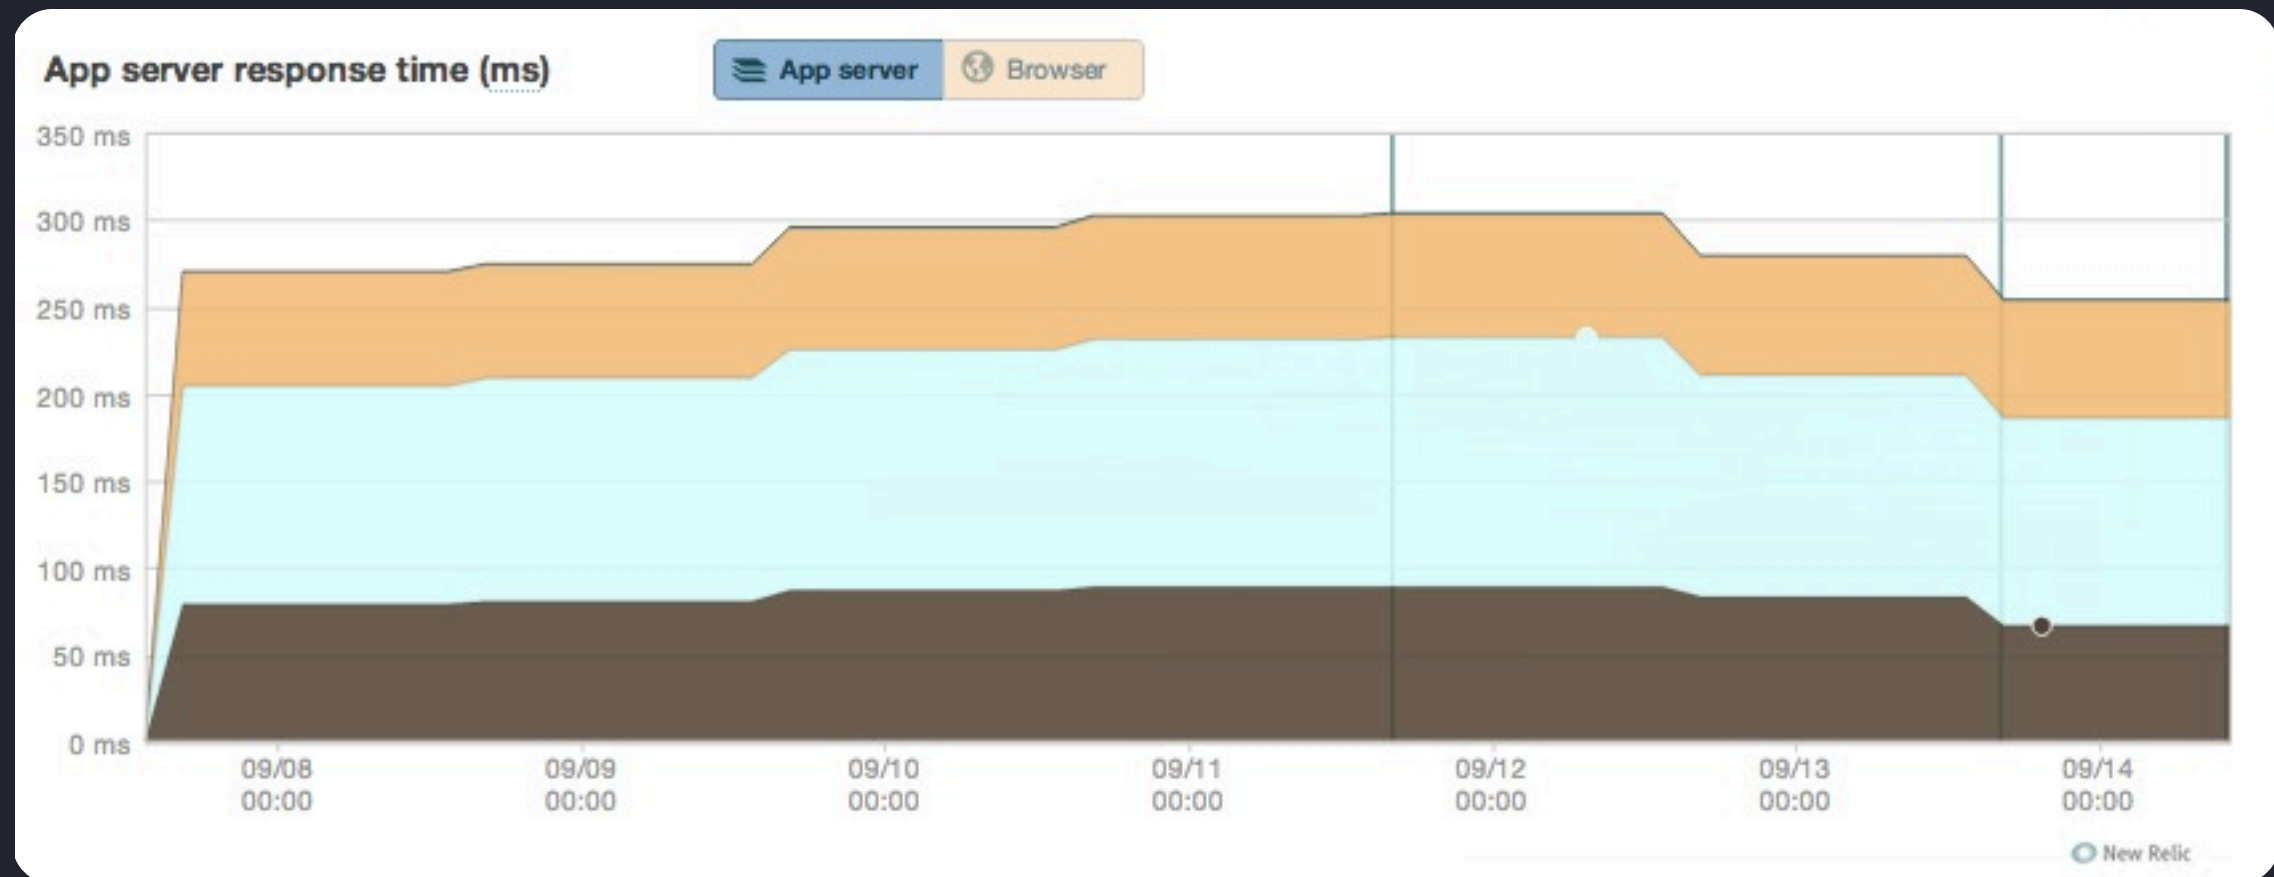 App server response time (ms)
App server
Browser
350 ms
300 ms
250 ms
200 ms
150 ms
100 ms
50 ms
0 ms
09/08 09/09 09/10 09/11 09/12 09/13 09/14
00:00 00:00 00:00 00:00 00:00 00:00 00:00
New Relic